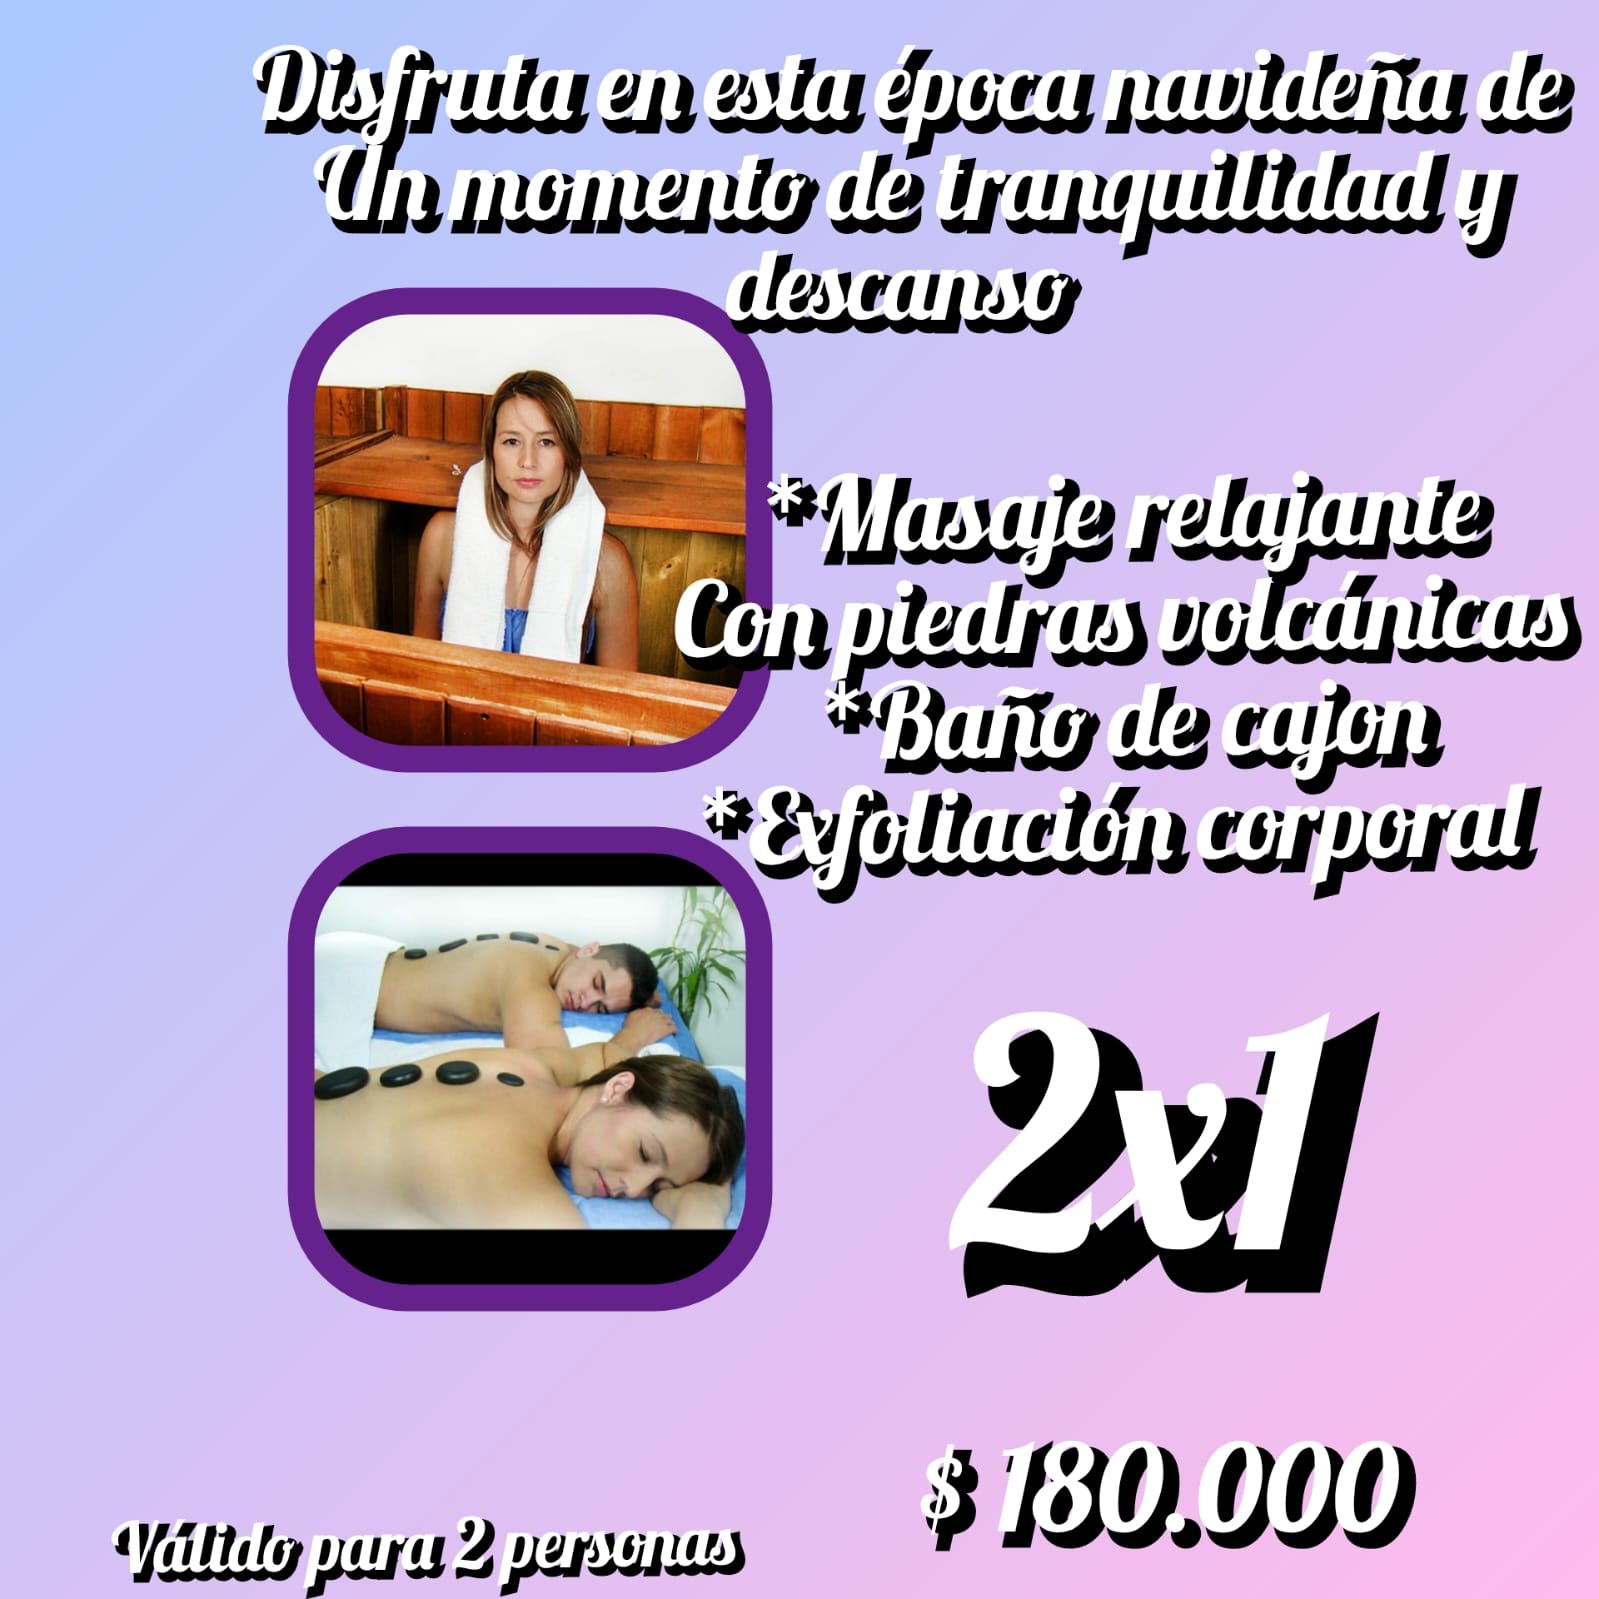 Disfruta en esta época navideña de
Un momento de tranquilidad y
descanso
*Masaje relajante
Con piedras volcánicas
*Baño de cajon
*Exfoliación corporal
2x1
$ 180.000
Válido para 2 personas